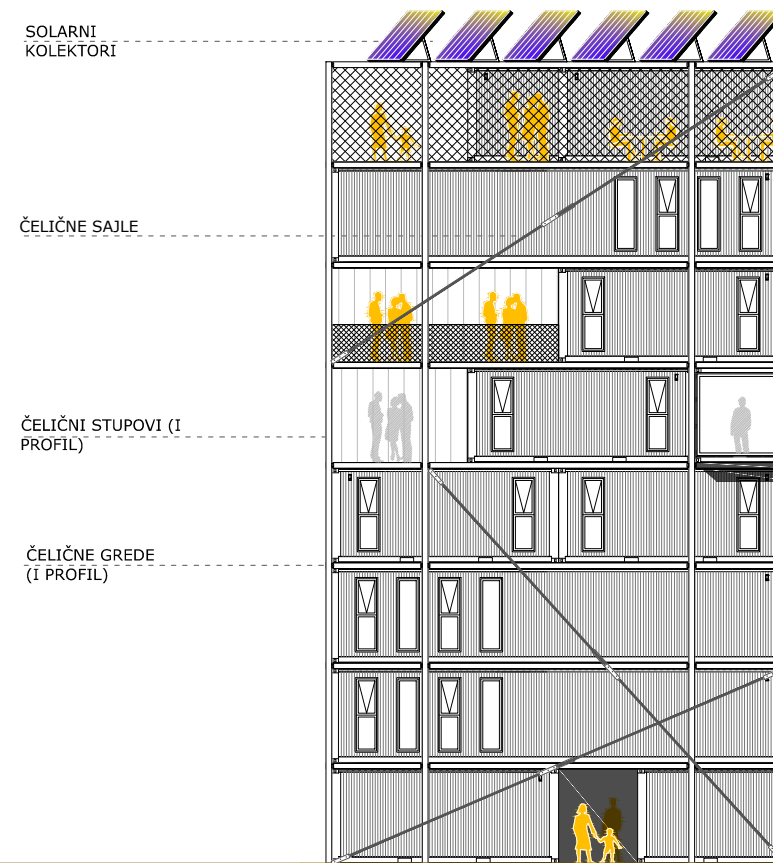 SOLARNI
KOLEKTORI
ČELIČNE SAJLE
ČELIČNI STUPOVI (I
PROFIL)
ČELIČNE GREDE
(I PROFIL)